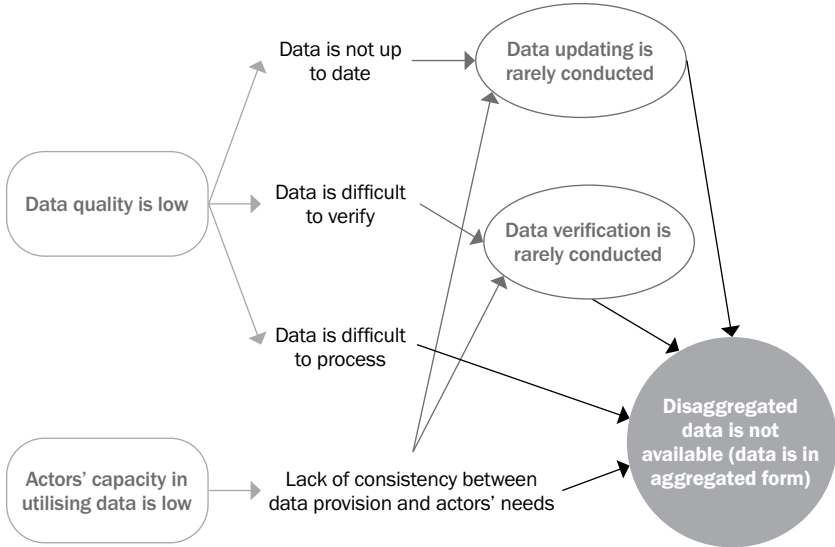 Data is not up
to date
Data updating is
rarely conducted
Data quality is low
Data is difficult
to verify
Data verification is
rarely conducted
Data is difficult
to process
Disaggregated
data is not
available (data is in
aggregated form)
Actors’ capacity in
utilising data is low
Lack of consistency between
data provision and actors’ needs